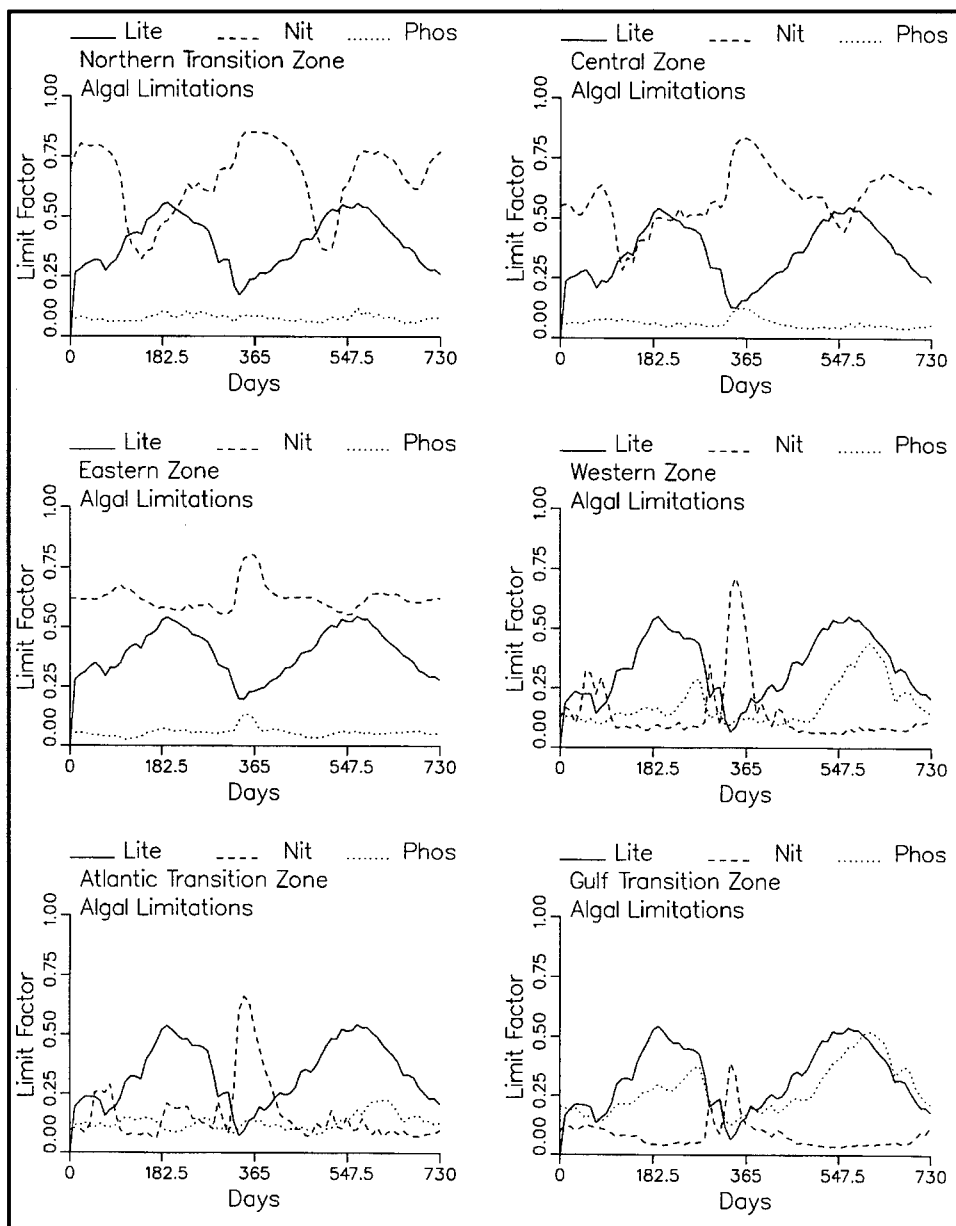 Lite Nit Phos
Northern Transition Zone
Algal Limitations
Limit Factor
0.00 0.25 0.50 0.75 1.00
0 182.5 365 547.5 730
Days
Lite Nit Phos
Central Zone
Algal Limitations
Limit Factor
0.00 0.25 0.50 0.75 1.00
0 182.5 365 547.5 730
Days
Lite Nit Phos
Eastern Zone
Algal Limitations
Limit Factor
0.00 0.25 0.50 0.75 1.00
0 182.5 365 547.5 730
Days
Lite Nit Phos
Western Zone
Algal Limitations
Limit Factor
0.00 0.25 0.50 0.75 1.00
0 182.5 365 547.5 730
Days
Lite Nit Phos
Atlantic Transition Zone
Algal Limitations
Limit Factor
0.00 0.25 0.50 0.75 1.00
0 182.5 365 547.5 730
Days
Lite Nit Phos
Gulf Transition Zone
Algal Limitations
Limit Factor
0.00 0.25 0.50 0.75 1.00
0 182.5 365 547.5 730
Days